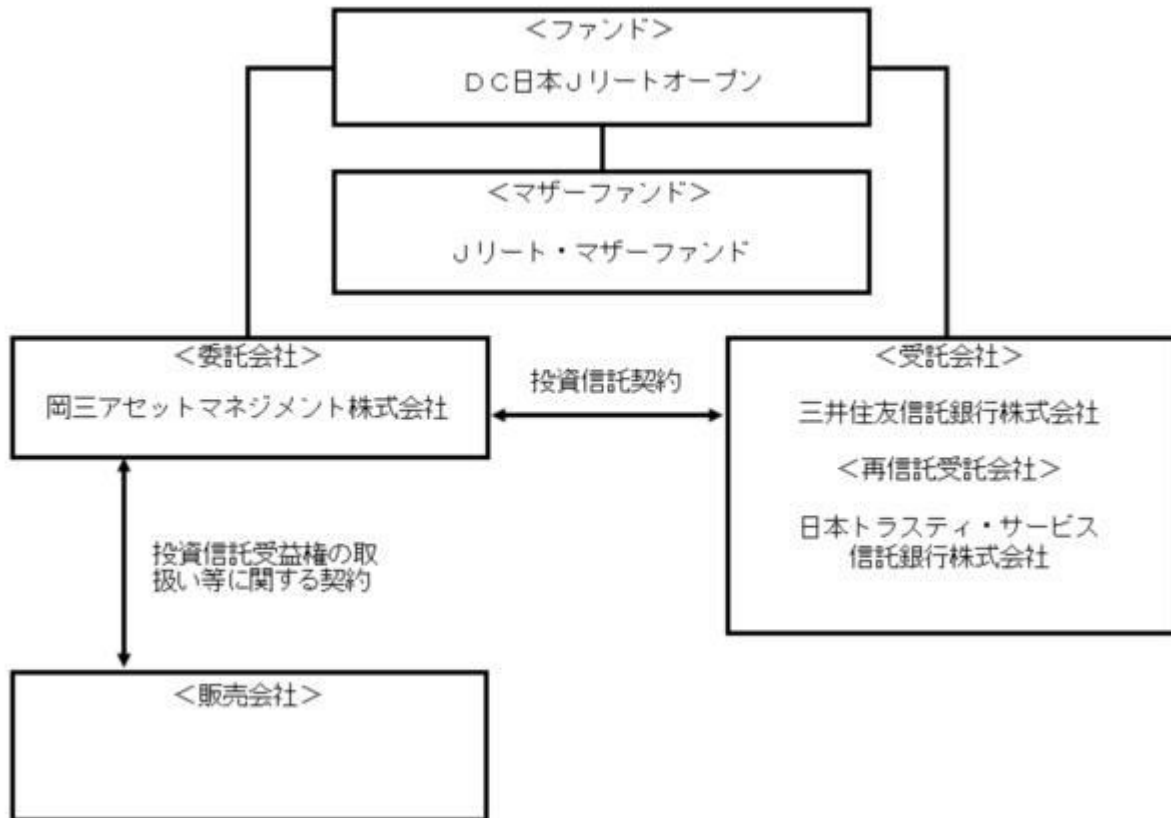 ＜ファンド＞
ＤＣ日本Ｊリートオープン
＜マザーファンド＞
Ｊリート・マザーファンド
＜委託会社＞
岡三アセットマネジメント株式会社
投資信託契約
＜受託会社＞
三井住友信託銀行株式会社
＜再信託受託会社＞
日本トラスティ・サービス
信託銀行株式会社
投資信託受益権の取
扱い等に関する契約
＜販売会社＞